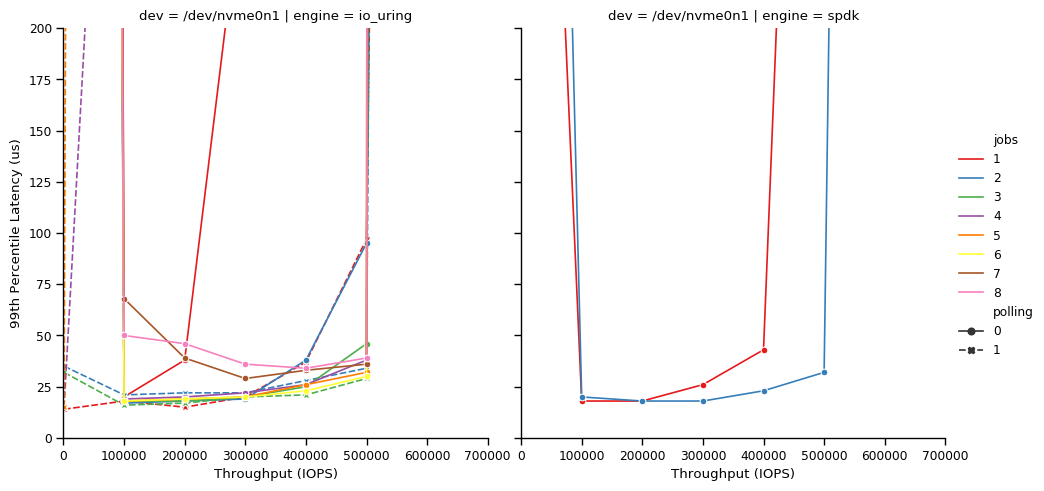 dev = /dev/nvme0n1 | engine = io_uring
dev = /dev/nvme0n1 | engine = spdk
99th Percentile Latency (us)
200
175
150
125
100
75
50
25
0
0 100000 200000 300000 400000 500000 600000 700000
0 100000 200000 300000 400000 500000 600000 700000
Throughput (IOPS)
Throughput (IOPS)
jobs
1
2
3
4
5
6
7
8
polling
0
1